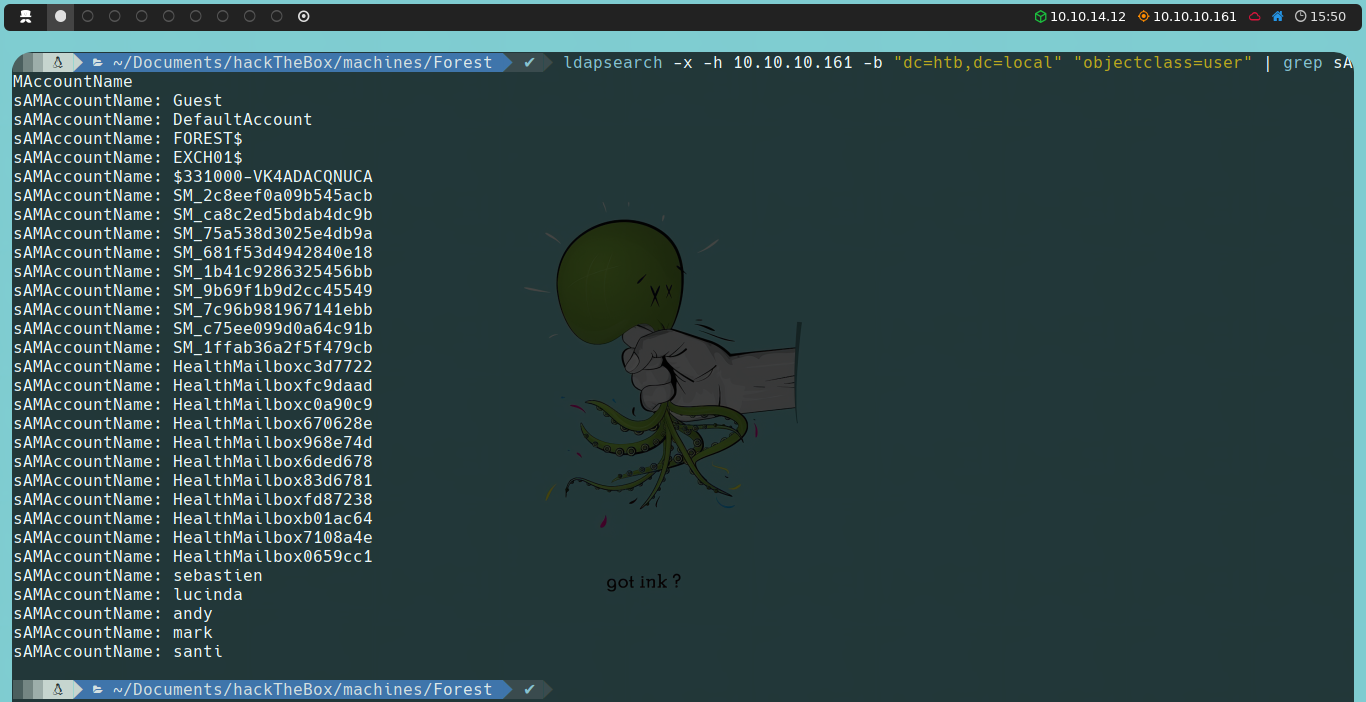 10.10.14.12 10.10.10.161 15:50
~/Documents/hackTheBox/machines/Forest ✔ ldapsearch -x -h 10.10.10.161 -b "dc=htb,dc=local" "objectclass=user" | grep sA
MAccountName
sAMAccountName: Guest
sAMAccountName: DefaultAccount
sAMAccountName: FOREST$
sAMAccountName: EXCH01$
sAMAccountName: $331000-VK4ADACQNUCA
sAMAccountName: SM_2c8eef0a09b545acb
sAMAccountName: SM_ca8c2ed5bdab4dc9b
sAMAccountName: SM_75a538d3025e4db9a
sAMAccountName: SM_681f53d4942840e18
sAMAccountName: SM_1b41c9286325456bb
sAMAccountName: SM_9b69f1b9d2cc45549
sAMAccountName: SM_7c96b981967141ebb
sAMAccountName: SM_c75ee099d0a64c91b
sAMAccountName: SM_1ffab36a2f5f479cb
sAMAccountName: HealthMailboxc3d7722
sAMAccountName: HealthMailboxfc9daad
sAMAccountName: HealthMailboxc0a90c9
sAMAccountName: HealthMailbox670628e
sAMAccountName: HealthMailbox968e74d
sAMAccountName: HealthMailbox6ded678
sAMAccountName: HealthMailbox83d6781
sAMAccountName: HealthMailboxfd87238
sAMAccountName: HealthMailboxb01ac64
sAMAccountName: HealthMailbox7108a4e
sAMAccountName: HealthMailbox0659cc1
sAMAccountName: sebastien
got ink ?
sAMAccountName: lucinda
sAMAccountName: andy
sAMAccountName: mark
sAMAccountName: santi
~/Documents/hackTheBox/machines/Forest ✔